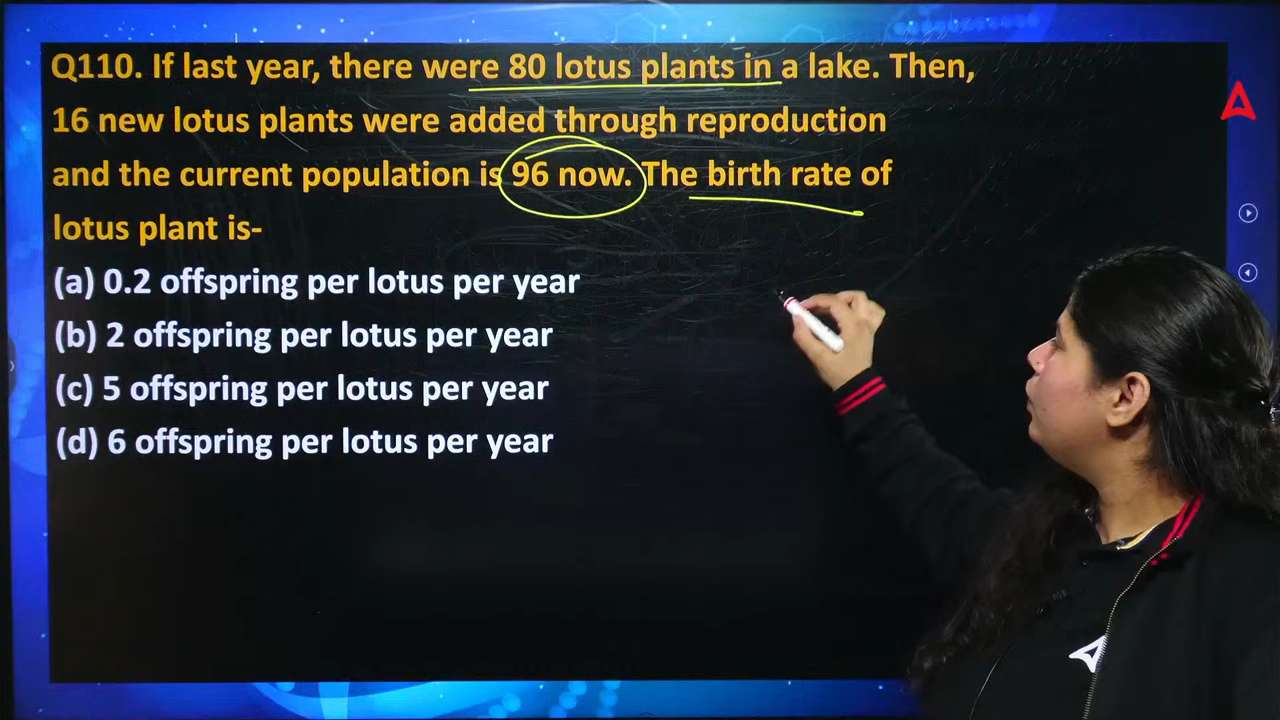 Q110. If last year, there were 80 lotus plants in a lake. Then,
16 new lotus plants were added through reproduction
and the current population is 96 now. The birth rate of
lotus plant is-
(a) 0.2 offspring per lotus per year
(b) 2 offspring per lotus per year
(c) 5 offspring per lotus per year
(d) 6 offspring per lotus per year